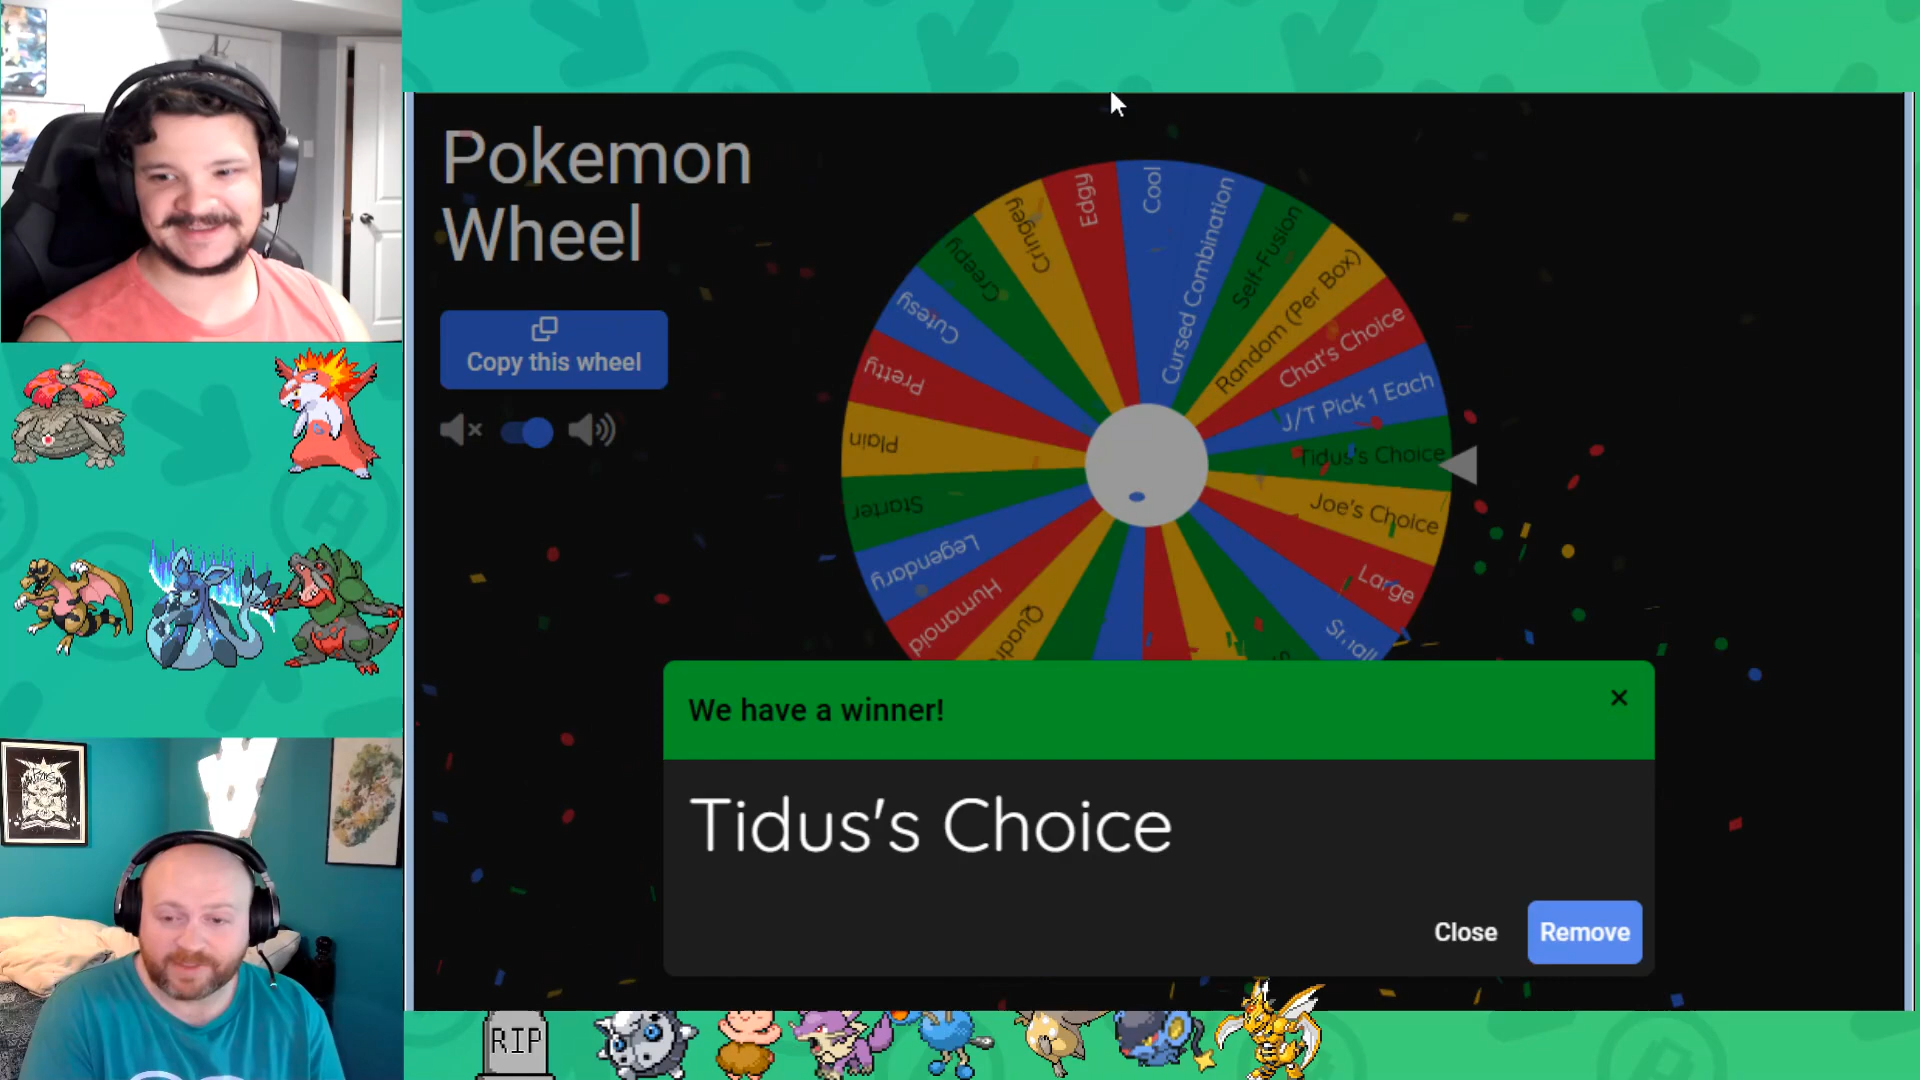 Pokemon
Wheel
Copy this wheel
Cool
Cursed Combination
Self-Fusion
Random (Per Box)
Chat's Choice
J/T Pick 1 Each
Tidus's Choice
Joe's Choice
Large
Small
Humanoid
Legendary
Starter
Plain
Pretty
Cutesy
Creepy
Cringey
Edgy
We have a winner!
Tidus's Choice
Close
Remove
RIP